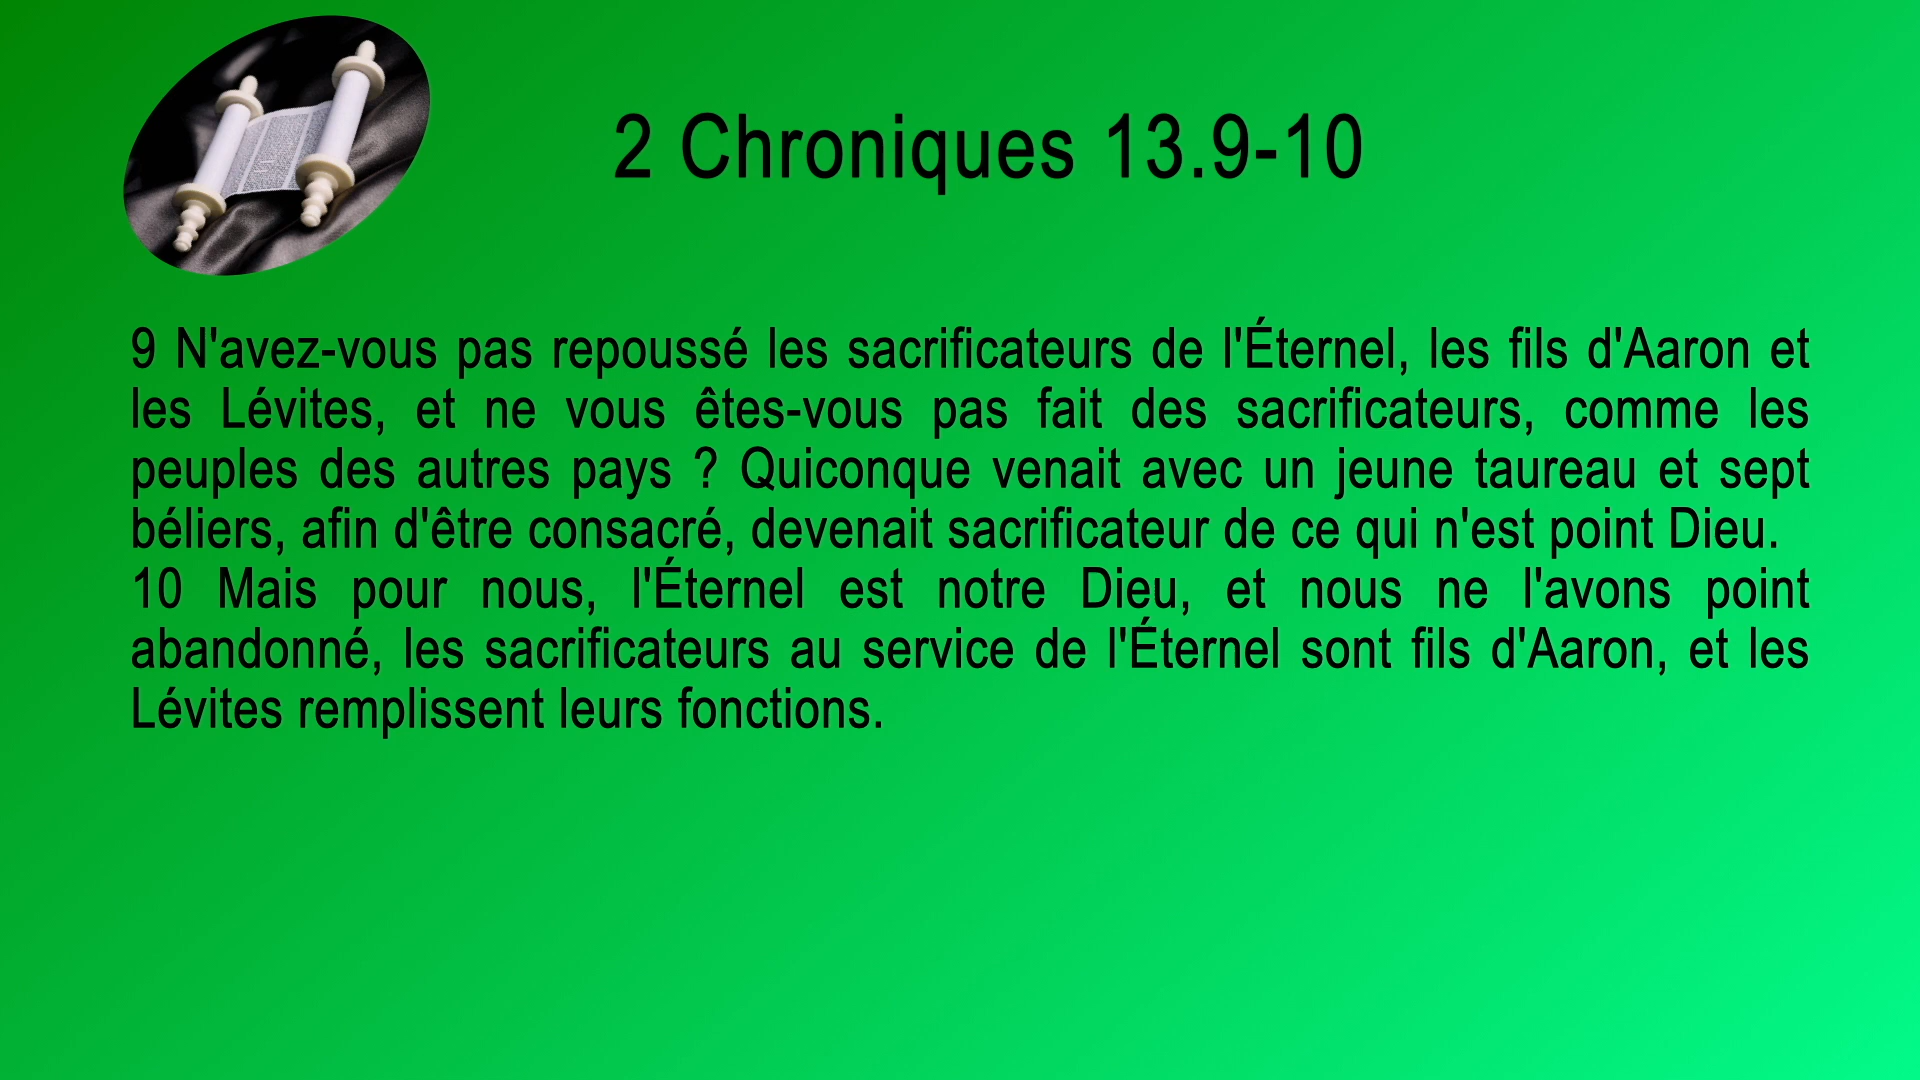 2 Chroniques 13.9-10
9 N'avez-vous pas repoussé les sacrificateurs de l'Éternel, les fils d'Aaron et
les Lévites, et ne vous êtes-vous pas fait des sacrificateurs, comme les
peuples des autres pays ? Quiconque venait avec un jeune taureau et sept
béliers, afin d'être consacré, devenait sacrificateur de ce qui n'est point Dieu.
10 Mais pour nous, l'Éternel est notre Dieu, et nous ne l'avons point
abandonné, les sacrificateurs au service de l'Éternel sont fils d'Aaron, et les
Lévites remplissent leurs fonctions.